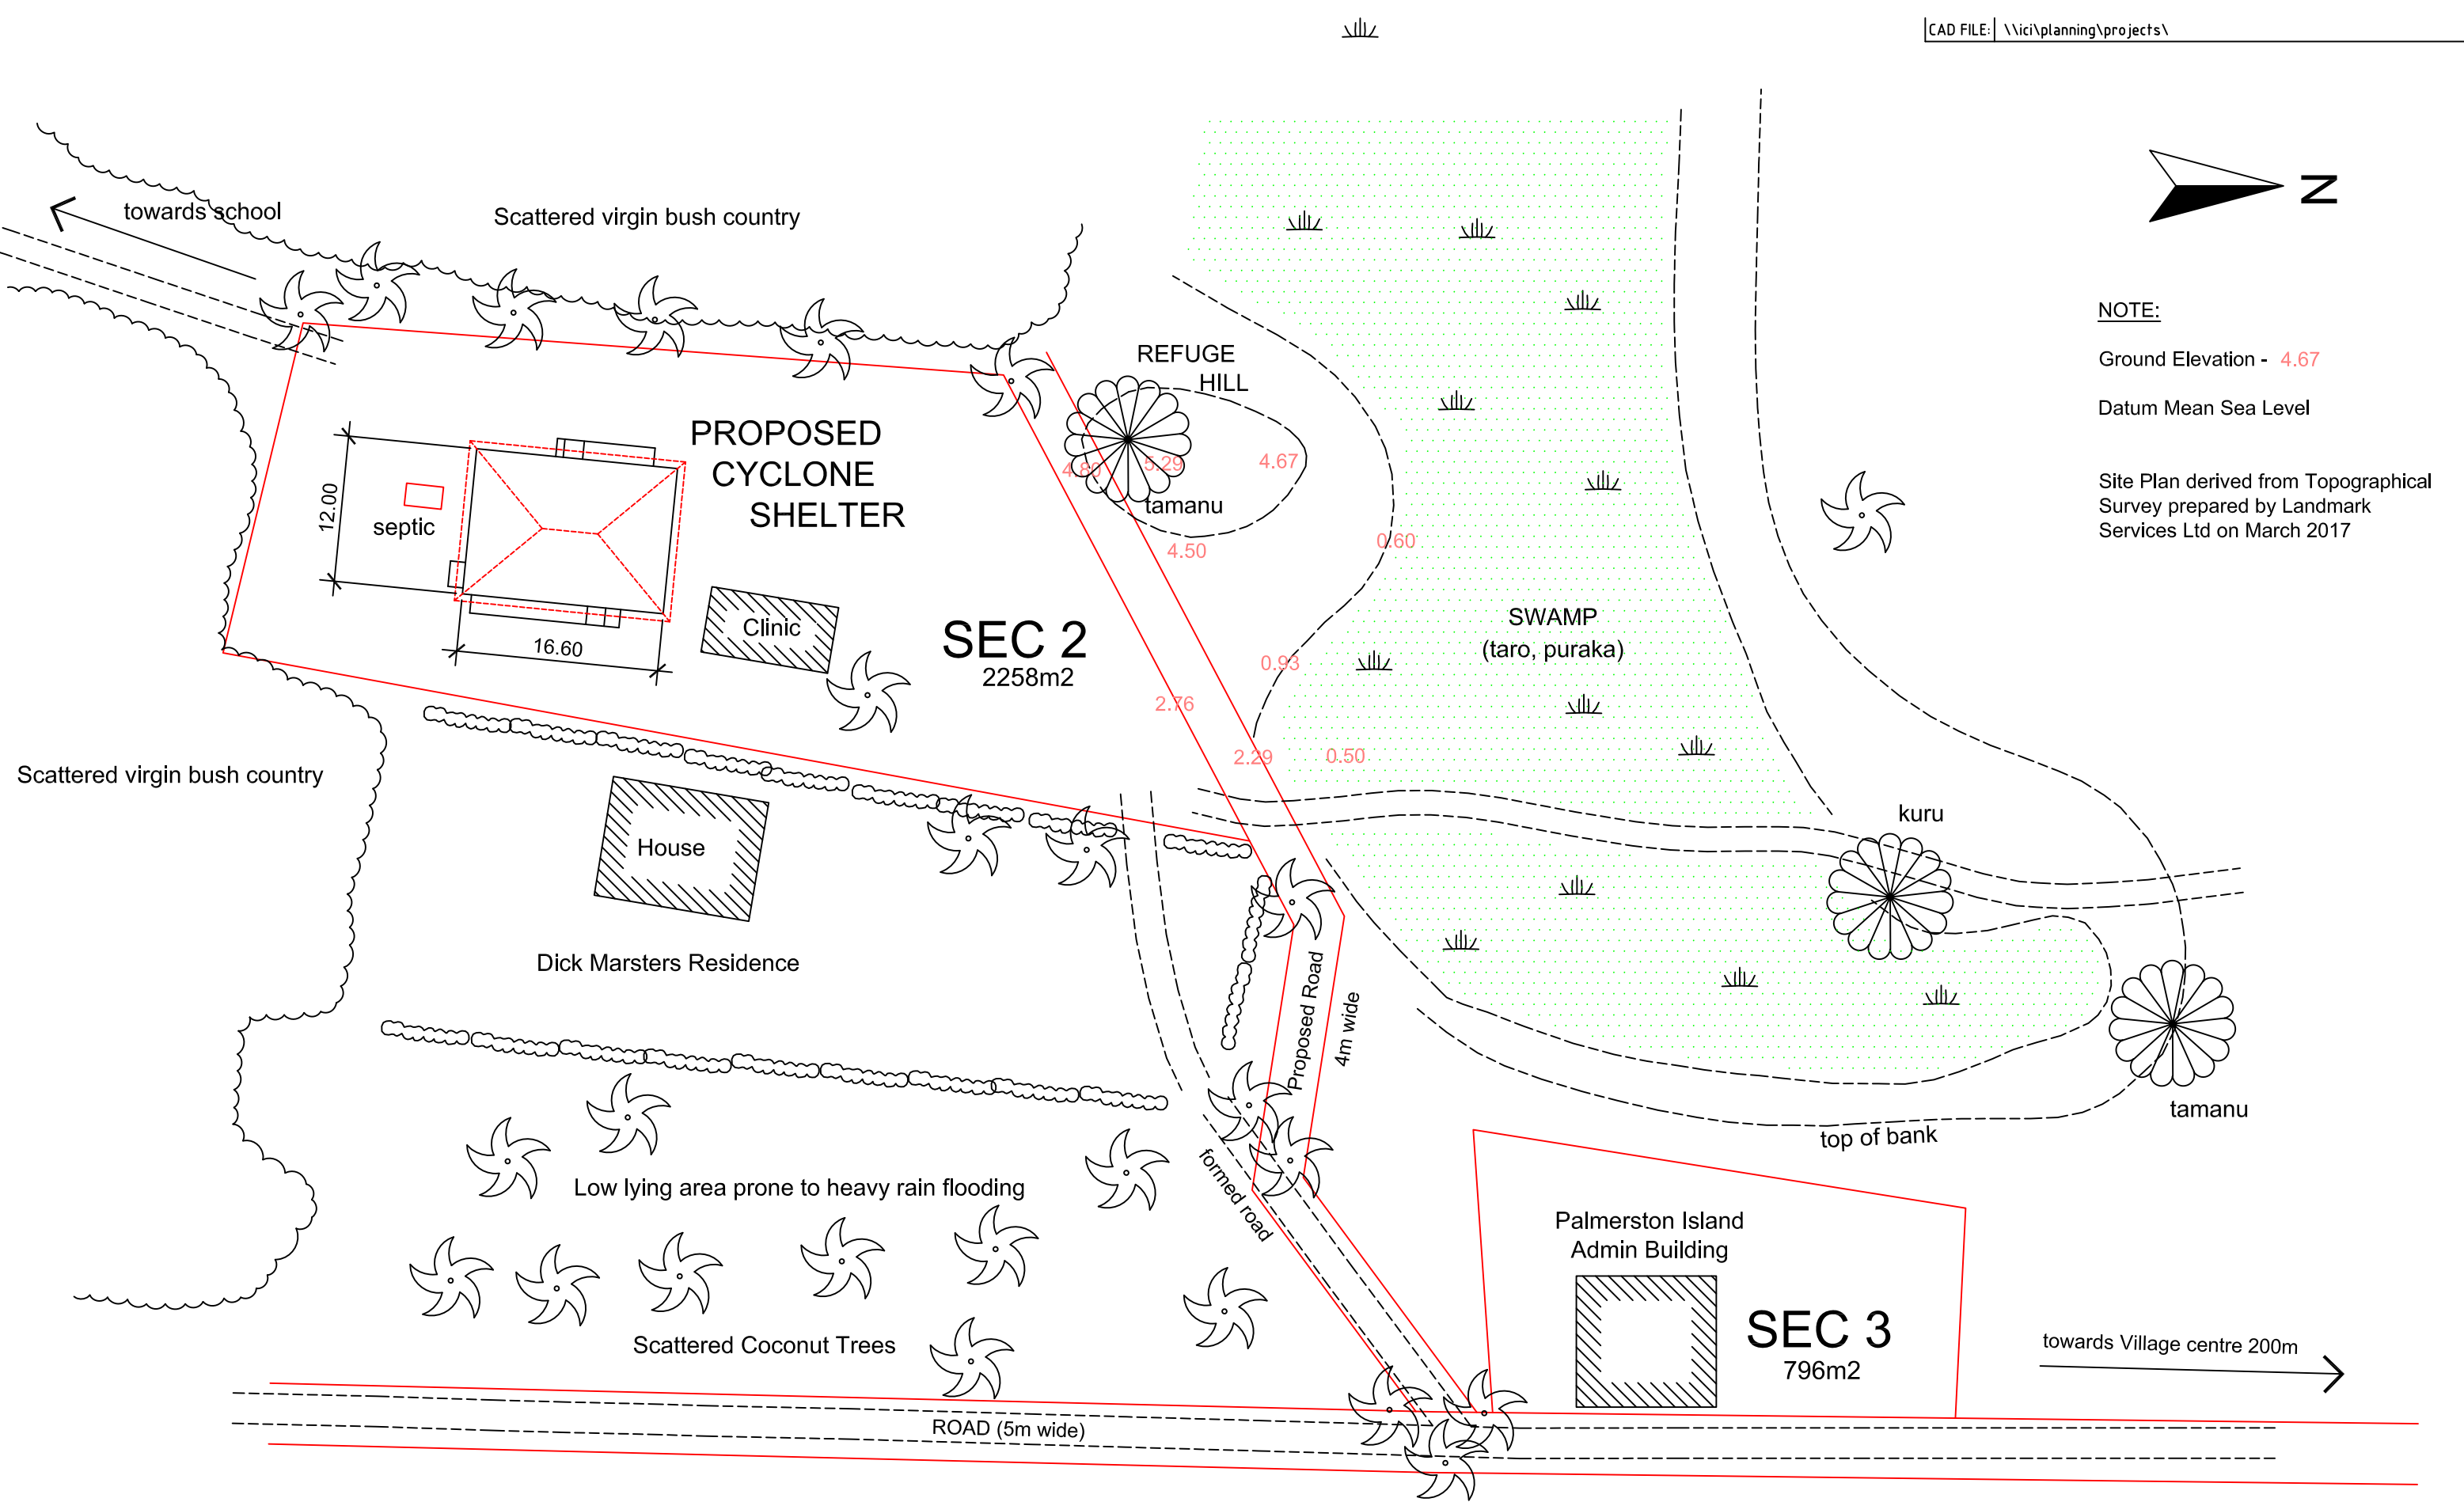 CAD FILE: \\ici\planning\projects\
towards school
Scattered virgin bush country
N
NOTE:
Ground Elevation - 4.67
Datum Mean Sea Level
Site Plan derived from Topographical
Survey prepared by Landmark
Services Ltd on March 2017
REFUGE
HILL
4.80
5.29
4.67
tamanu
4.50
0.60
PROPOSED
CYCLONE
SHELTER
12.00
septic
16.60
Clinic
SEC 2
2258m2
SWAMP
(taro, puraka)
0.93
2.76
2.29
0.50
Scattered virgin bush country
House
kuru
Dick Marsters Residence
Proposed Road
4m wide
tamanu
top of bank
formed road
Low lying area prone to heavy rain flooding
Palmerston Island
Admin Building
SEC 3
796m2
Scattered Coconut Trees
towards Village centre 200m
ROAD (5m wide)